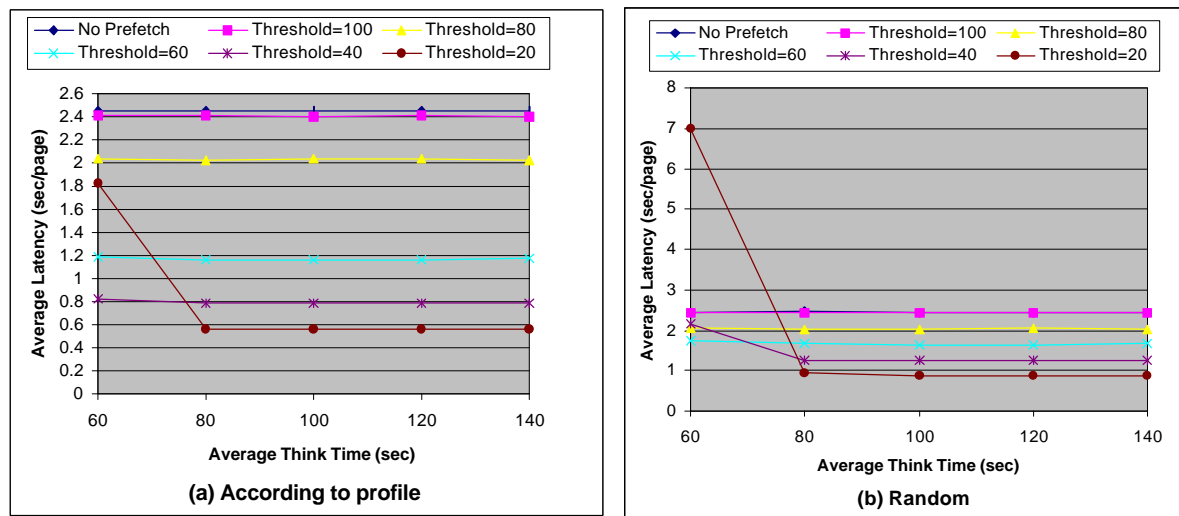 No Prefetch Threshold=100 Threshold=80
Threshold=60 Threshold=40 Threshold=20
2.6
2.4
2.2
2
1.8
1.6
1.4
1.2
1
0.8
0.6
0.4
0.2
0
Average Latency (sec/page)
60 80 100 120 140
Average Think Time (sec)
(a) According to profile
No Prefetch Threshold=100 Threshold=80
Threshold=60 Threshold=40 Threshold=20
8
7
6
5
4
3
2
1
0
Average Latency (sec/page)
60 80 100 120 140
Average Think Time (sec)
(b) Random